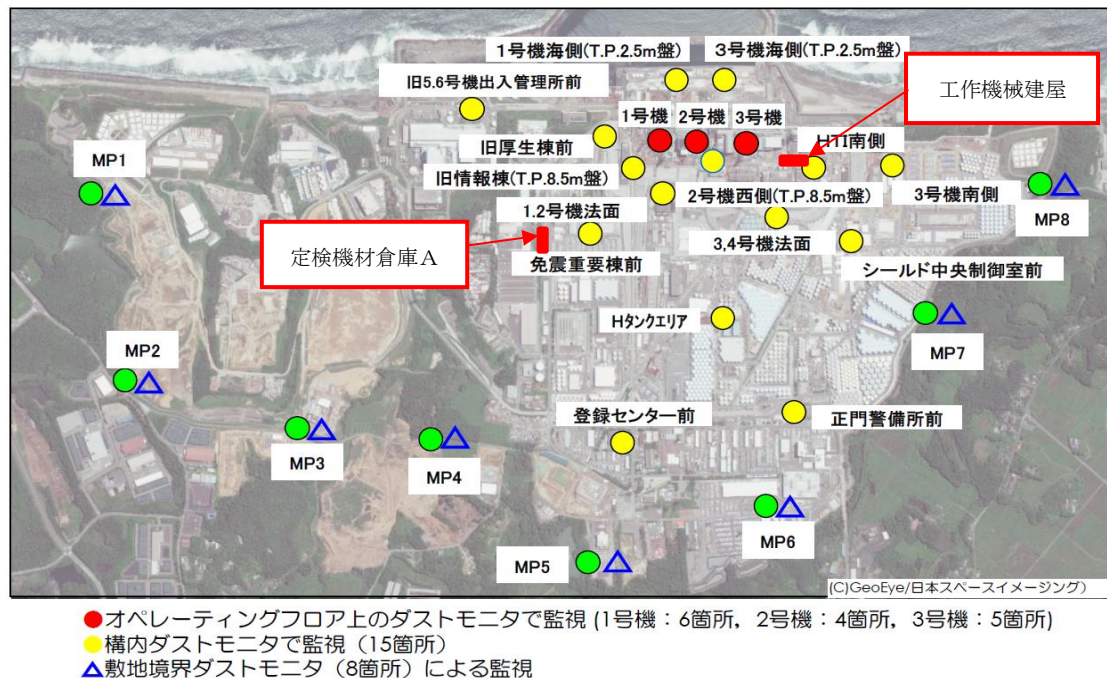 1号機海側(T.P.2.5m盤)
3号機海側(T.P.2.5m盤)
旧5.6号機出入管理所前
工作機械建屋
1号機
2号機
3号機
旧厚生棟前
HTI南側
MP1
旧情報棟(T.P.8.5m盤)
2号機西側(T.P.8.5m盤)
3号機南側
MP8
1.2号機法面
定検機材倉庫A
免震重要棟前
3,4号機法面
シールド中央制御室前
Hタンクエリア
MP7
MP2
登録センター前
正門警備所前
MP3
MP4
MP6
MP5
(C)GeoEye/日本スペースイメージング)
オペレーティングフロア上のダストモニタで監視 (1号機:6箇所, 2号機:4箇所, 3号機:5箇所)
構内ダストモニタで監視(15箇所)
敷地境界ダストモニタ(8箇所)による監視